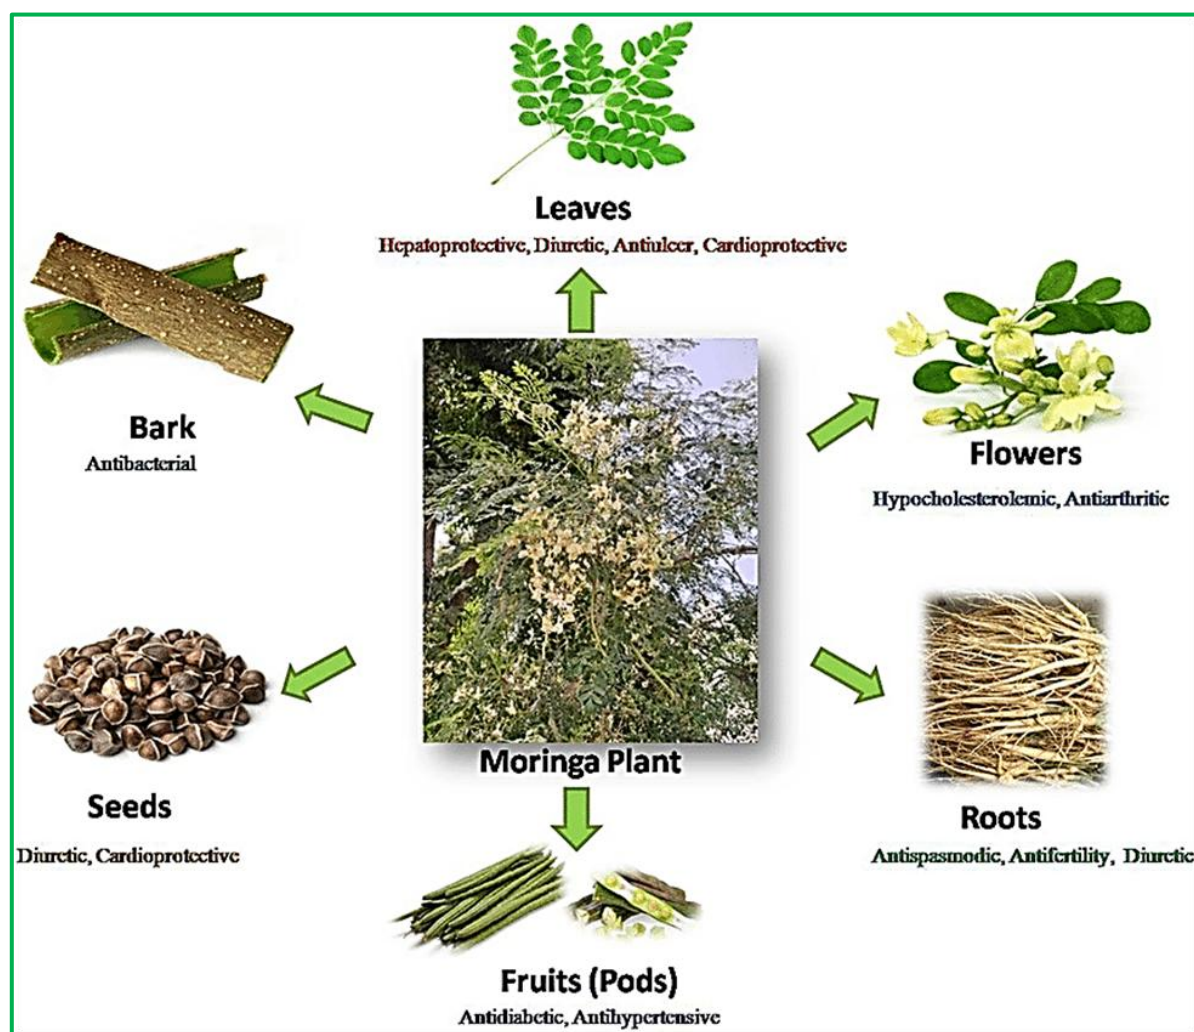 Leaves
Hepatoprotective, Diuretic, Antiulcer, Cardioprotective
Bark
Antibacterial
Flowers
Hypocholesterolemic, Antiarthritic
Moringa Plant
Seeds
Diuretic, Cardioprotective
Roots
Antispasmodic, Antifertility, Diuretic
Fruits (Pods)
Antidiabetic, Antihypertensive